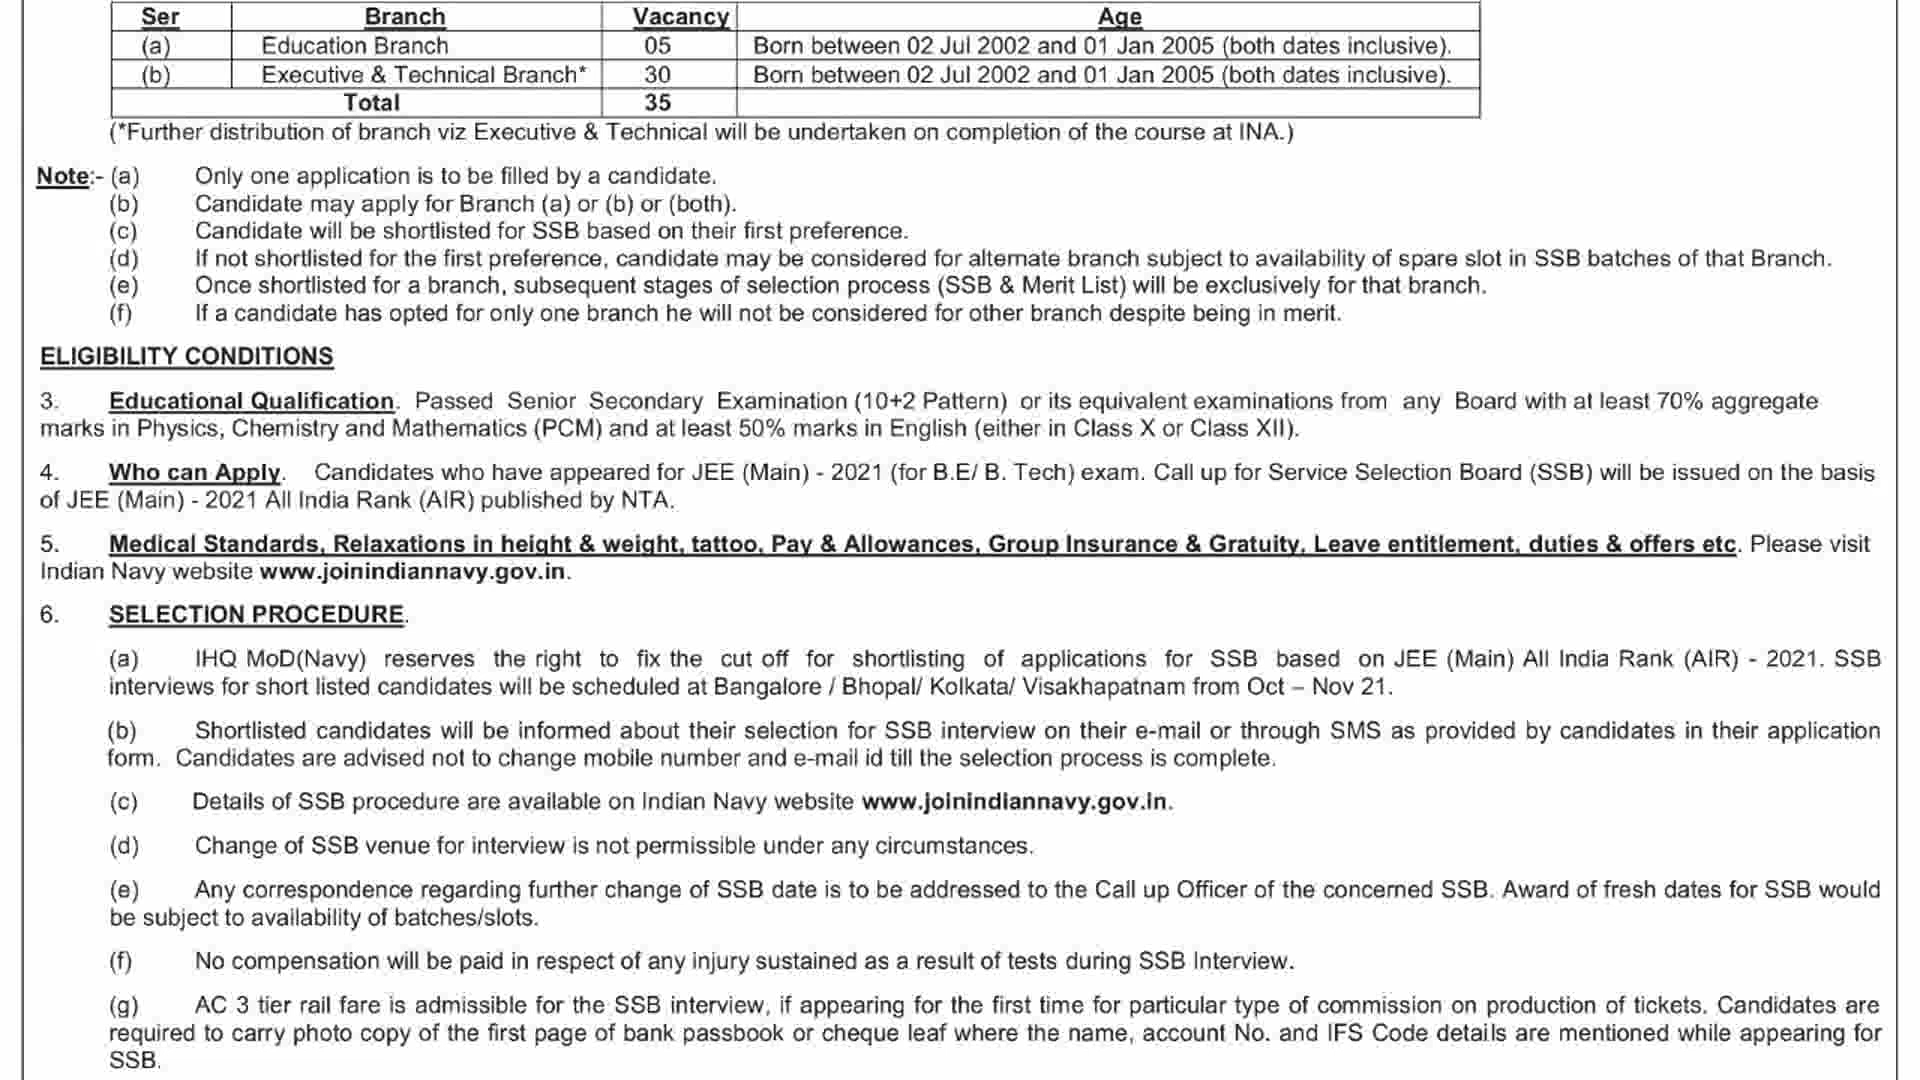 Ser Branch Vacancy Age
(a) Education Branch 05 Born between 02 Jul 2002 and 01 Jan 2005 (both dates inclusive).
(b) Executive & Technical Branch* 30 Born between 02 Jul 2002 and 01 Jan 2005 (both dates inclusive).
Total 35
(*Further distribution of branch viz Executive & Technical will be undertaken on completion of the course at INA.)
Note:- (a) Only one application is to be filled by a candidate.
(b) Candidate may apply for Branch (a) or (b) or (both).
(c) Candidate will be shortlisted for SSB based on their first preference.
(d) If not shortlisted for the first preference, candidate may be considered for alternate branch subject to availability of spare slot in SSB batches of that Branch.
(e) Once shortlisted for a branch, subsequent stages of selection process (SSB & Merit List) will be exclusively for that branch.
(f) If a candidate has opted for only one branch he will not be considered for other branch despite being in merit.
ELIGIBILITY CONDITIONS
3. Educational Qualification. Passed Senior Secondary Examination (10+2 Pattern) or its equivalent examinations from any Board with at least 70% aggregate
marks in Physics, Chemistry and Mathematics (PCM) and at least 50% marks in English (either in Class X or Class XII).
4. Who can Apply. Candidates who have appeared for JEE (Main) - 2021 (for B.E/ B. Tech) exam. Call up for Service Selection Board (SSB) will be issued on the basis
of JEE (Main) - 2021 All India Rank (AIR) published by NTA.
5. Medical Standards, Relaxations in height & weight, tattoo, Pay & Allowances, Group Insurance & Gratuity, Leave entitlement, duties & offers etc. Please visit
Indian Navy website www.joinindiannavy.gov.in.
6. SELECTION PROCEDURE.
(a) IHQ MoD(Navy) reserves the right to fix the cut off for shortlisting of applications for SSB based on JEE (Main) All India Rank (AIR) - 2021. SSB
interviews for short listed candidates will be scheduled at Bangalore / Bhopal/ Kolkata/ Visakhapatnam from Oct – Nov 21.
(b) Shortlisted candidates will be informed about their selection for SSB interview on their e-mail or through SMS as provided by candidates in their application
form. Candidates are advised not to change mobile number and e-mail id till the selection process is complete.
(c) Details of SSB procedure are available on Indian Navy website www.joinindiannavy.gov.in.
(d) Change of SSB venue for interview is not permissible under any circumstances.
(e) Any correspondence regarding further change of SSB date is to be addressed to the Call up Officer of the concerned SSB. Award of fresh dates for SSB would
be subject to availability of batches/slots.
(f) No compensation will be paid in respect of any injury sustained as a result of tests during SSB Interview.
(g) AC 3 tier rail fare is admissible for the SSB interview, if appearing for the first time for particular type of commission on production of tickets. Candidates are
required to carry photo copy of the first page of bank passbook or cheque leaf where the name, account No. and IFS Code details are mentioned while appearing for
SSB.